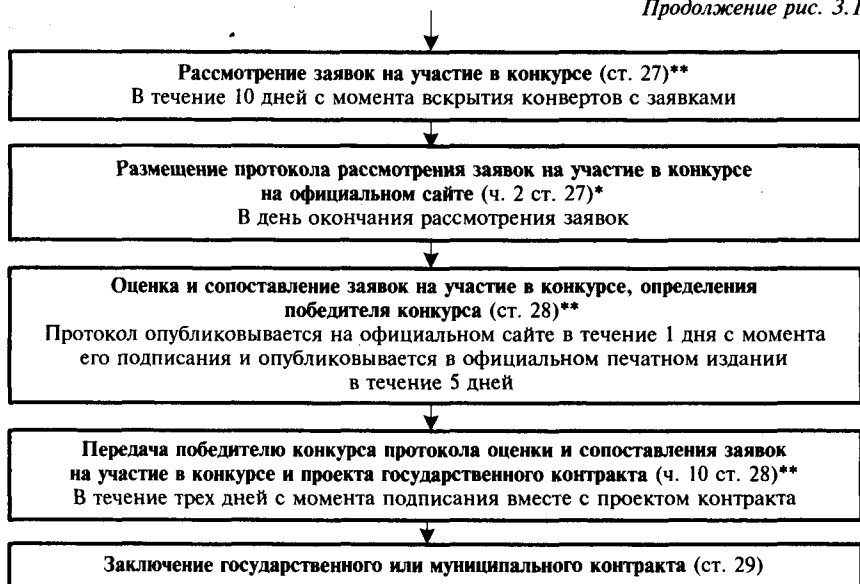 Продолжение рис. 3.1
Рассмотрение заявок на участие в конкурсе (ст. 27)**
В течение 10 дней с момента вскрытия конвертов с заявками
Размещение протокола рассмотрения заявок на участие в конкурсе
на официальном сайте (ч. 2 ст. 27)*
В день окончания рассмотрения заявок
Оценка и сопоставление заявок на участие в конкурсе, определения
победителя конкурса (ст. 28)**
Протокол опубликовывается на официальном сайте в течение 1 дня с момента
его подписания и опубликовывается в официальном печатном издании
в течение 5 дней
Передача победителю конкурса протокола оценки и сопоставления заявок
на участие в конкурсе и проекта государственного контракта (ч. 10 ст. 28)**
В течение трех дней с момента подписания вместе с проектом контракта
Заключение государственного или муниципального контракта (ст. 29)